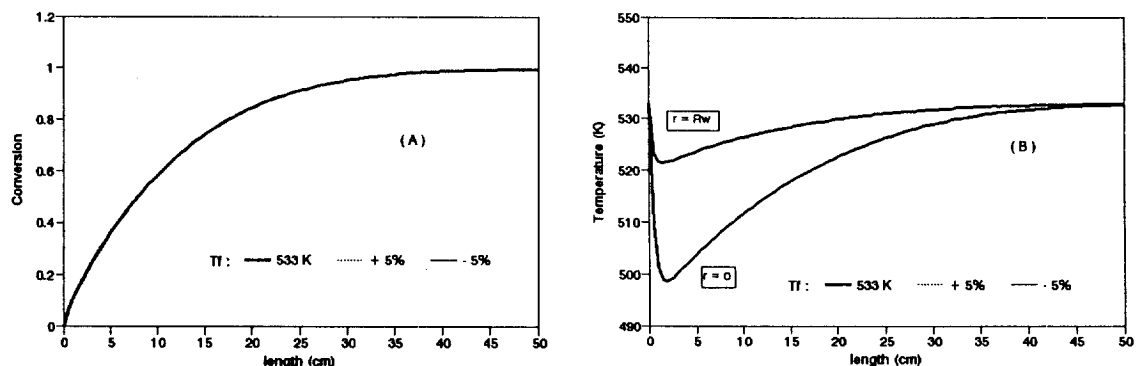 1.2
1
0.8
0.6
0.4
0.2
0
Conversion
( A )
Tf : 533 K + 5% - 5%
0 5 10 15 20 25 30 35 40 45 50
length (cm)
550
540
530
520
510
500
490
Temperature (K)
r = Rw
( B )
r = 0
Tf : 533 K + 5% - 5%
0 5 10 15 20 25 30 35 40 45 50
length (cm)